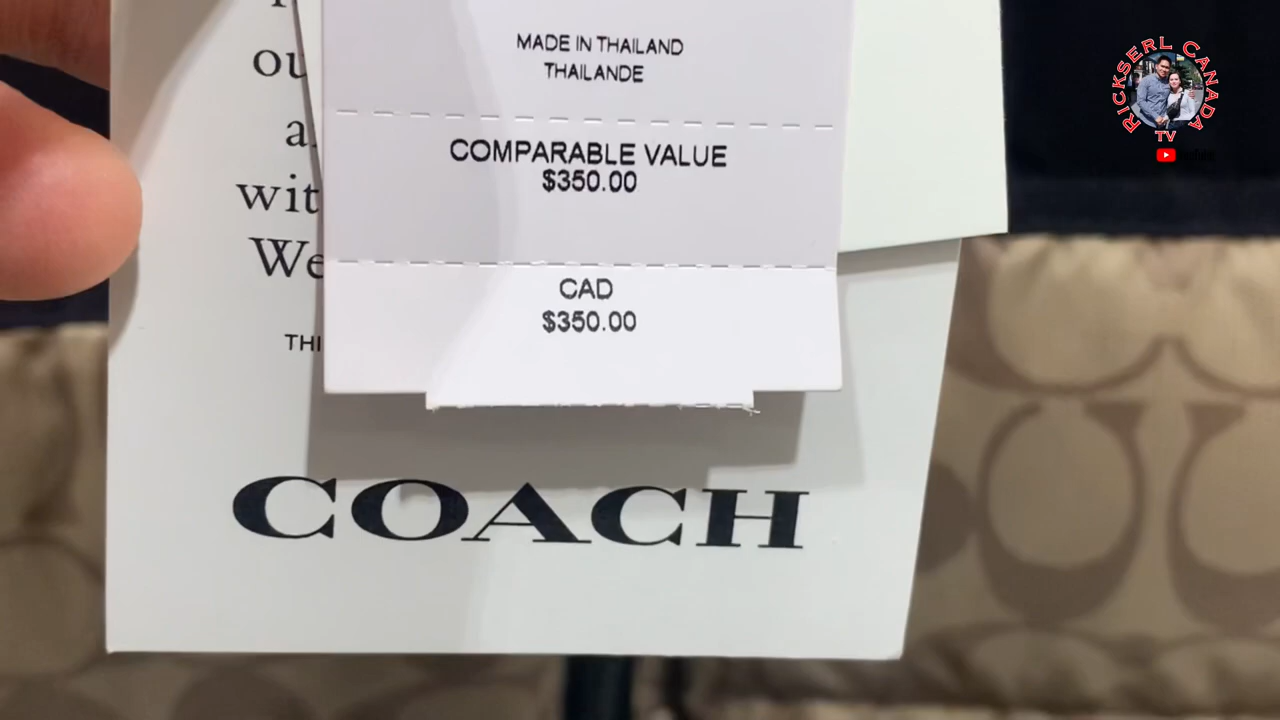 MADE IN THAILAND
THAILANDE
COMPARABLE VALUE
$350.00
CAD
$350.00
ou
a
wit
We
THI
COACH
RICKSERL CANADA
TV